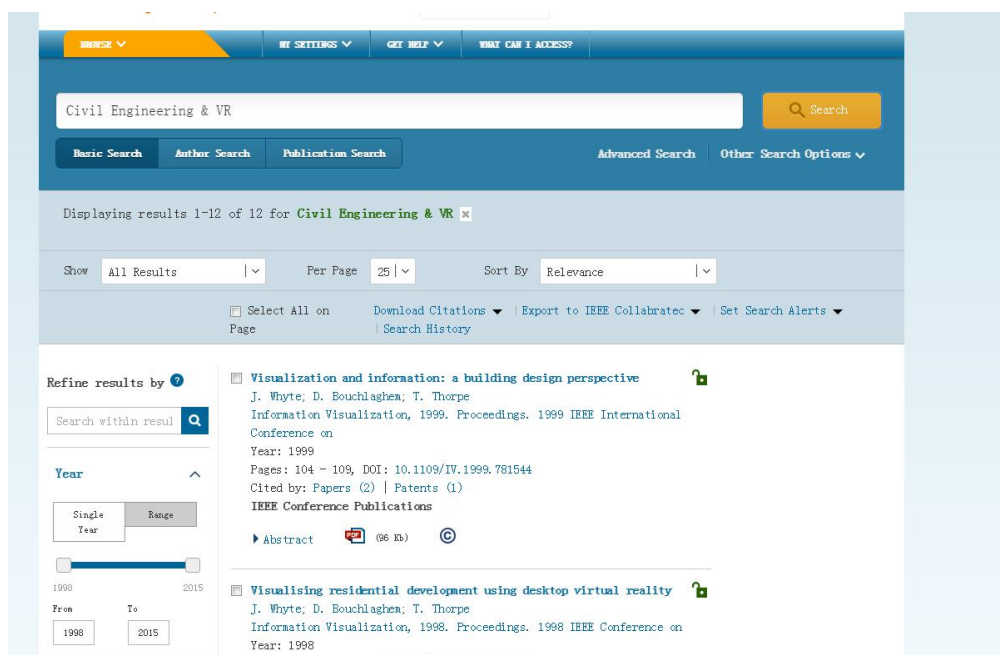 BROWSE
MY SETTINGS
GET HELP
WHAT CAN I ACCESS?
Civil Engineering & VR
Search
Basic Search
Author Search
Publication Search
Advanced Search
Other Search Options
Displaying results 1-12 of 12 for Civil Engineering & VR
Show
All Results
Per Page
25
Sort By
Relevance
Select All on
Page
Download Citations
Export to IEEE Collabratec
Set Search Alerts
Search History
Refine results by
Search within resul
Year
Single
Year
Range
1998
2015
From
To
1998
2015
Visualization and information: a building design perspective
J. Whyte; D. Bouchlaghem; T. Thorpe
Information Visualization, 1999. Proceedings. 1999 IEEE International
Conference on
Year: 1999
Pages: 104 - 109, DOI: 10.1109/IV.1999.781544
Cited by: Papers (2) | Patents (1)
IEEE Conference Publications
Abstract
PDF
(96 Kb)
©
Visualising residential development using desktop virtual reality
J. Whyte; D. Bouchlaghem; T. Thorpe
Information Visualization, 1998. Proceedings. 1998 IEEE Conference on
Year: 1998